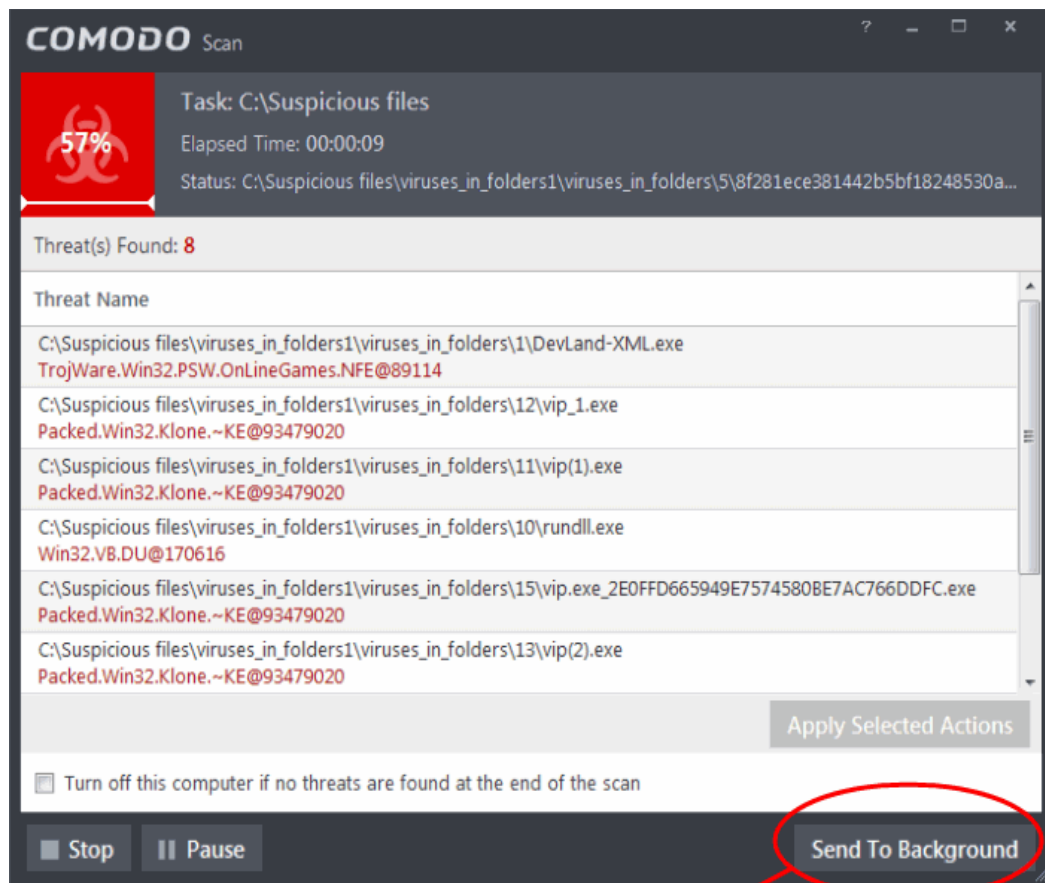 COMODO Scan
57%
Task: C:\Suspicious files
Elapsed Time: 00:00:09
Status: C:\Suspicious files\viruses_in_folders1\viruses_in_folders\5\8f281ece381442b5bf18248530a...
Threat(s) Found: 8
Threat Name
C:\Suspicious files\viruses_in_folders1\viruses_in_folders\1\DevLand-XML.exe
TrojWare.Win32.PSW.OnLineGames.NFE@89114
C:\Suspicious files\viruses_in_folders1\viruses_in_folders\12\vip_1.exe
Packed.Win32.Klone.~KE@93479020
C:\Suspicious files\viruses_in_folders1\viruses_in_folders\11\vip(1).exe
Packed.Win32.Klone.~KE@93479020
C:\Suspicious files\viruses_in_folders1\viruses_in_folders\10\rundll.exe
Win32.VB.DU@170616
C:\Suspicious files\viruses_in_folders1\viruses_in_folders\15\vip.exe_2E0FFD665949E7574580BE7AC766DDFC.exe
Packed.Win32.Klone.~KE@93479020
C:\Suspicious files\viruses_in_folders1\viruses_in_folders\13\vip(2).exe
Packed.Win32.Klone.~KE@93479020
Apply Selected Actions
Turn off this computer if no threats are found at the end of the scan
Stop
Pause
Send To Background